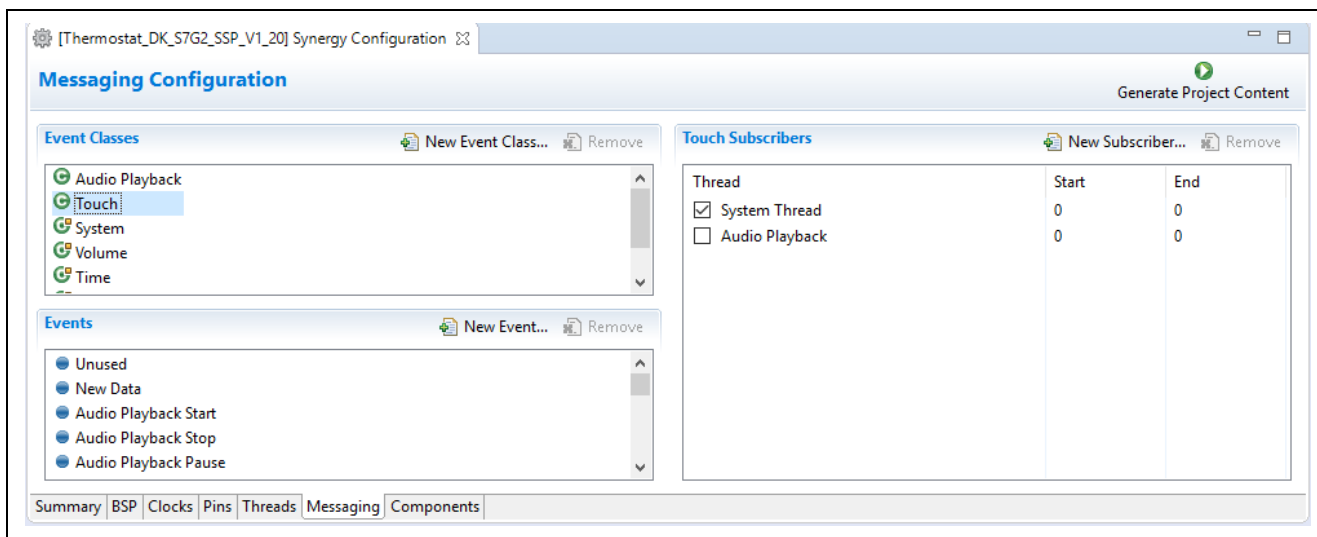 [Thermostat_DK_S7G2_SSP_V1_20] Synergy Configuration
Messaging Configuration
Generate Project Content
Event Classes
New Event Class... Remove
Audio Playback
Touch
System
Volume
Time
Events
New Event... Remove
Unused
New Data
Audio Playback Start
Audio Playback Stop
Audio Playback Pause
Touch Subscribers
New Subscriber... Remove
Thread Start End
System Thread 0 0
Audio Playback 0 0
Summary BSP Clocks Pins Threads Messaging Components